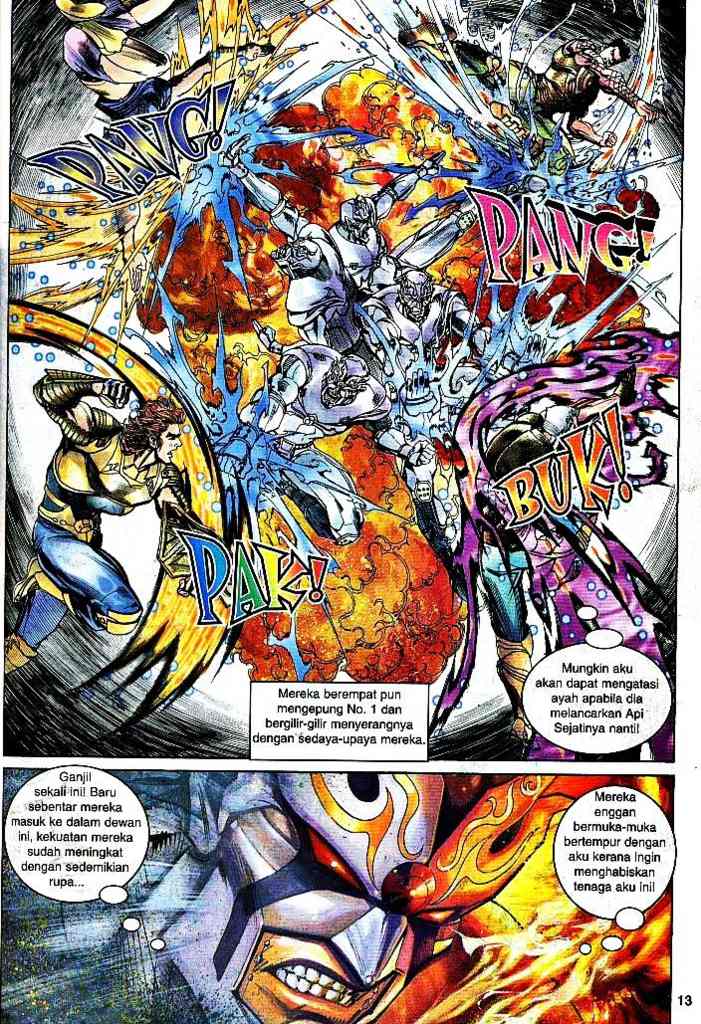 PANG!
PANG!
BUK!
PAK!
Mungkin aku
akan dapat mengatasi
ayah apabila dia
melancarkan Api
Sejatinya nanti!
Mereka berempat pun
mengepung No. 1 dan
bergilir-gilir menyerangnya
dengan sedaya-upaya mereka.
Ganjil
sekali ini! Baru
sebentar mereka
masuk ke dalam dewan
ini, kekuatan mereka
sudah meningkat
dengan sedemikian
rupa...
Mereka
enggan
bermuka-muka
bertempur dengan
aku kerana ingin
menghabiskan
tenaga aku ini!
13